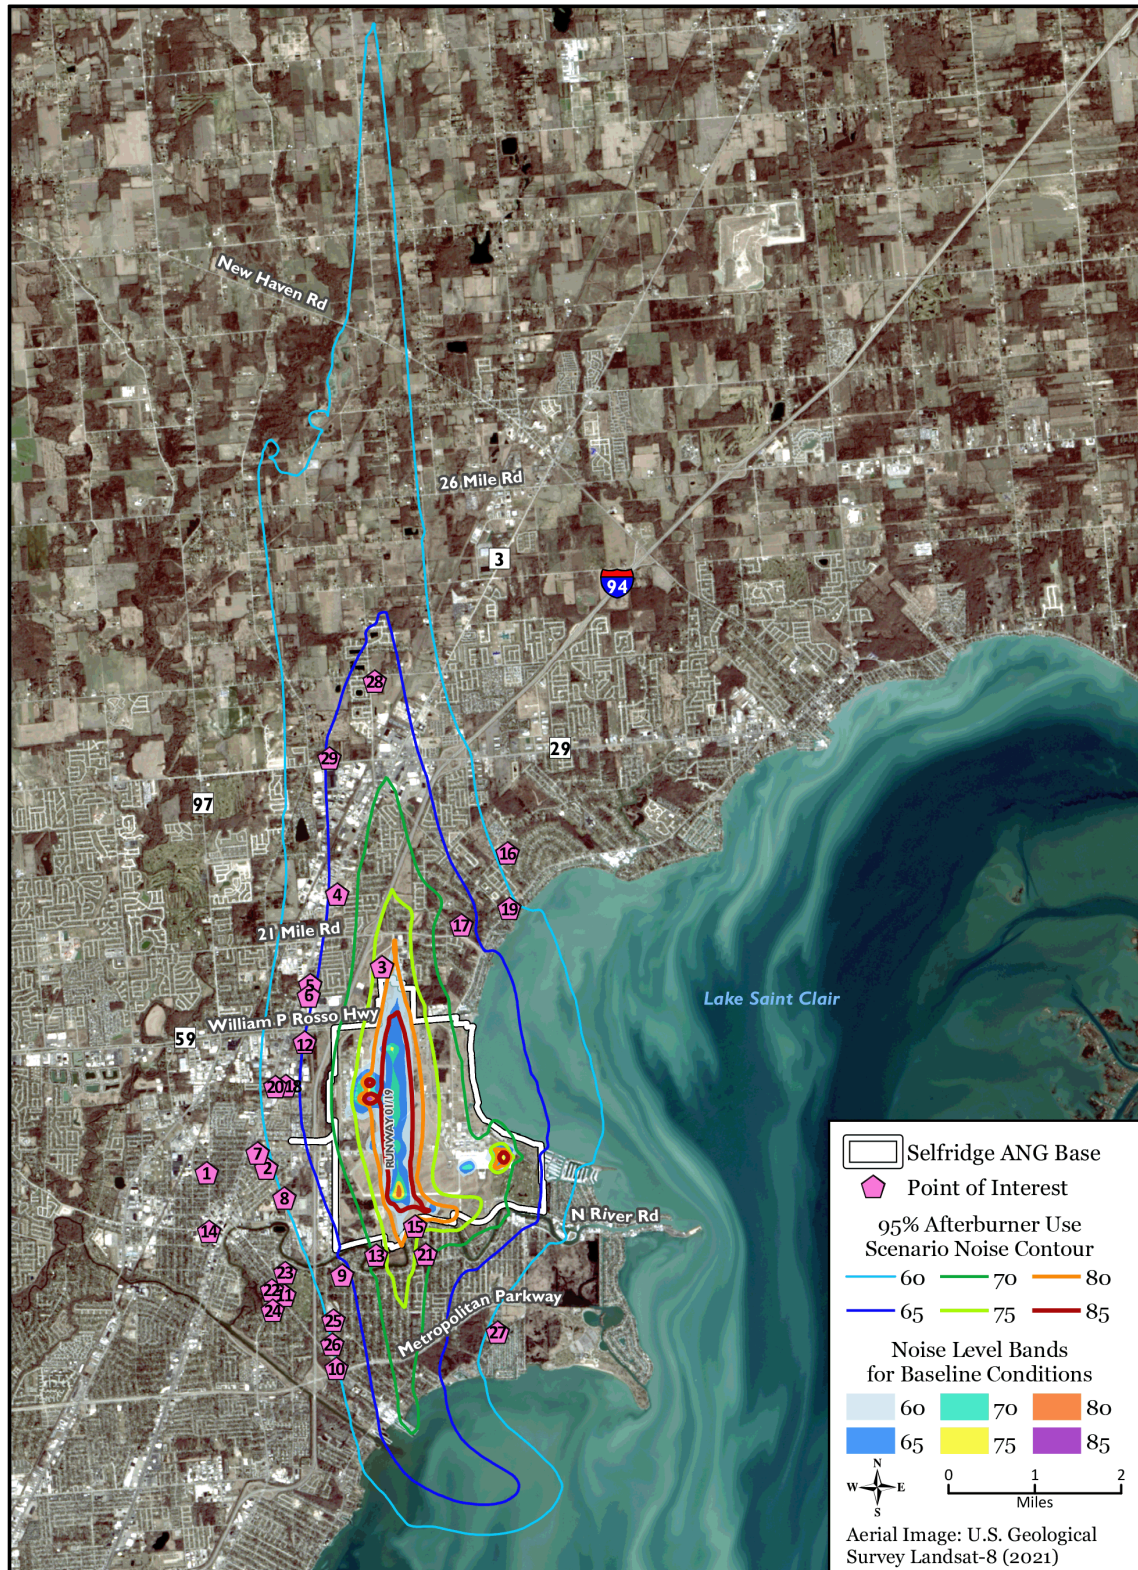 New Haven Rd
26 Mile Rd
3
94
28
29
29
97
16
4
19
17
21 Mile Rd
3
5
6
Lake Saint Clair
William P Rosso Hwy
59
12
20
18
RUNWAY 01/19
7
2
1
8
N River Rd
15
14
13
21
9
23
22
11
24
Metropolitan Parkway
25
27
26
10
Selfridge ANG Base
Point of Interest
95% Afterburner Use
Scenario Noise Contour
60 70 80
65 75 85
Noise Level Bands
for Baseline Conditions
60 70 80
65 75 85
N
W E
S
0 1 2
Miles
Aerial Image: U.S. Geological
Survey Landsat-8 (2021)